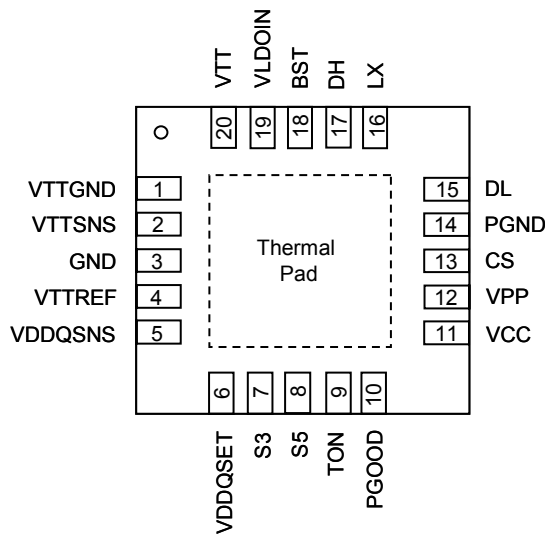 VTT
VLDOIN
BST
DH
LX
20
19
18
17
16
VTTGND 1
VTTSNS 2
GND 3
VTTREF 4
VDDQSNS 5
Thermal
Pad
15 DL
14 PGND
13 CS
12 VPP
11 VCC
6
7
8
9
10
VDDQSET
S3
S5
TON
PGOOD